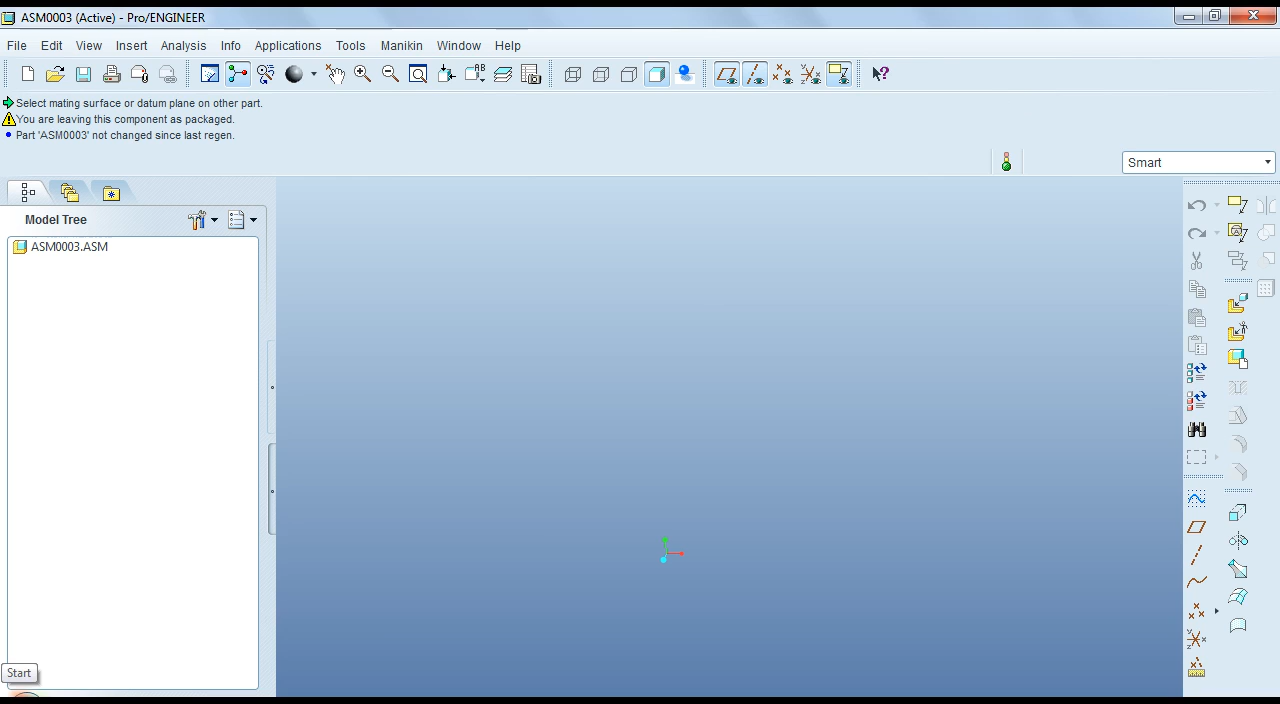 ASM0003 (Active) - Pro/ENGINEER
File Edit View Insert Analysis Info Applications Tools Manikin Window Help
Select mating surface or datum plane on other part.
You are leaving this component as packaged.
Part 'ASM0003' not changed since last regen.
Smart
Model Tree
ASM0003.ASM
Start